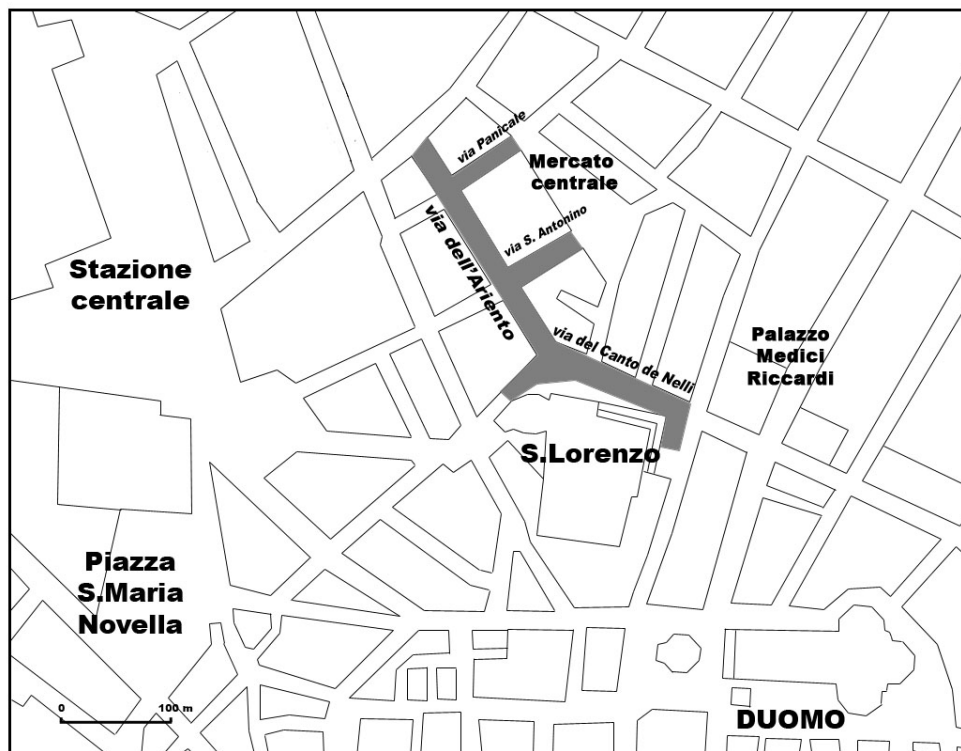 via Panicale
Mercato
centrale
via S. Antonino
via dell'Ariento
Stazione
centrale
via del Canto de Nelli
Palazzo
Medici
Riccardi
S.Lorenzo
Piazza
S.Maria
Novella
0 100 m
DUOMO